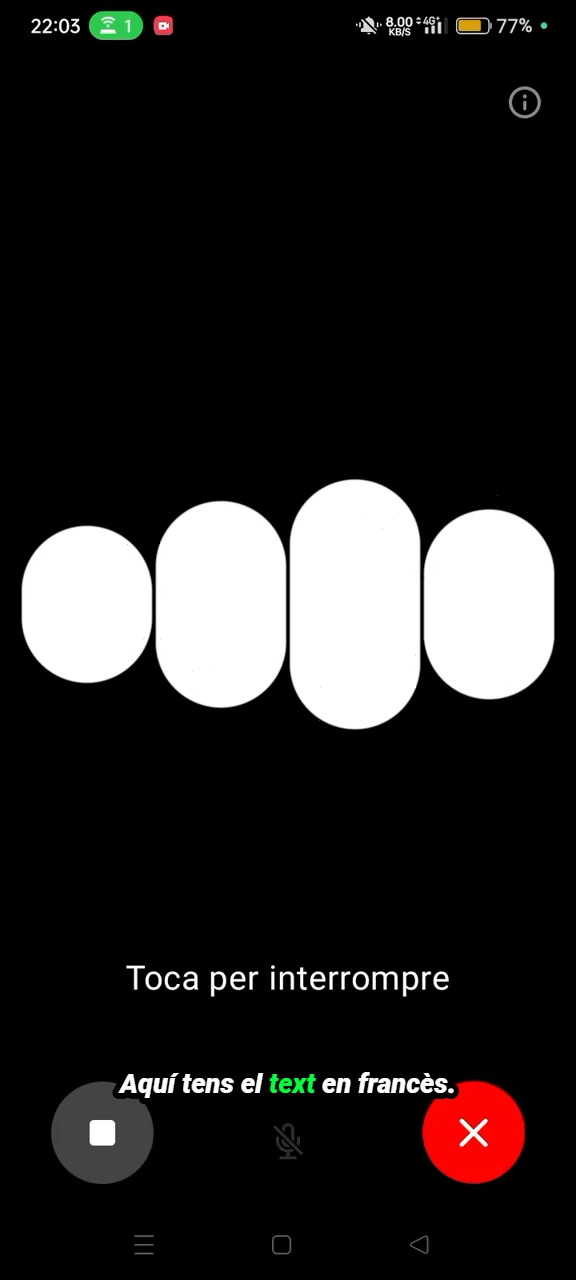 22:03
1
8.00
KB/S
4G+
77%
Toca per interrompre
Aquí tens el text en francès.